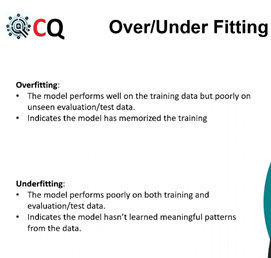 CQ
Over/Under Fitting
Overfitting:
• The model performs well on the training data but poorly on
unseen evaluation/test data.
• Indicates the model has memorized the training
Underfitting:
• The model performs poorly on both training and
evaluation/test data.
• Indicates the model hasn't learned meaningful patterns
from the data.